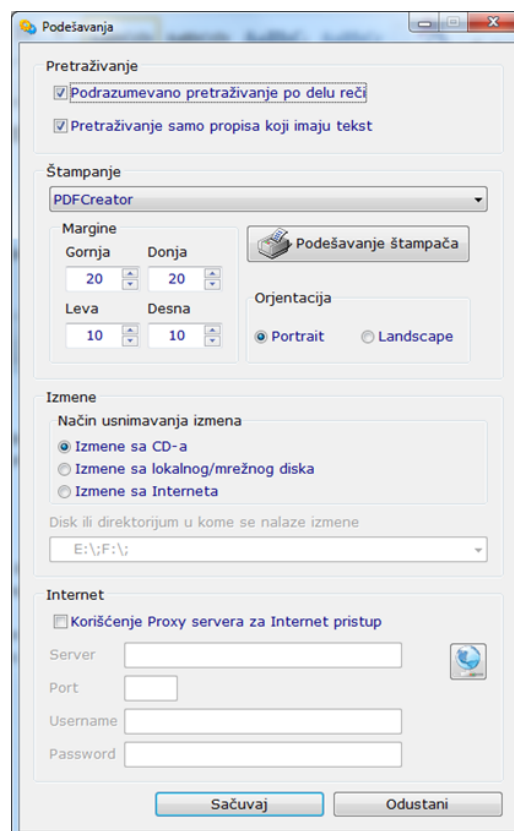 Podešavanja
Pretraživanje
Podrazumevano pretraživanje po delu reči
Pretraživanje samo propisa koji imaju tekst
Štampanje
PDFCreator
Margine
Gornja Donja
20 20
Leva Desna
10 10
Podešavanje štampača
Orjentacija
Portrait Landscape
Izmene
Način usnimavanja izmena
Izmene sa CD-a
Izmene sa lokalnog/mrežnog diska
Izmene sa Interneta
Disk ili direktorijum u kome se nalaze izmene
E:\;F:\;
Internet
Korišćenje Proxy servera za Internet pristup
Server
Port
Username
Password
Sačuvaj Odustani